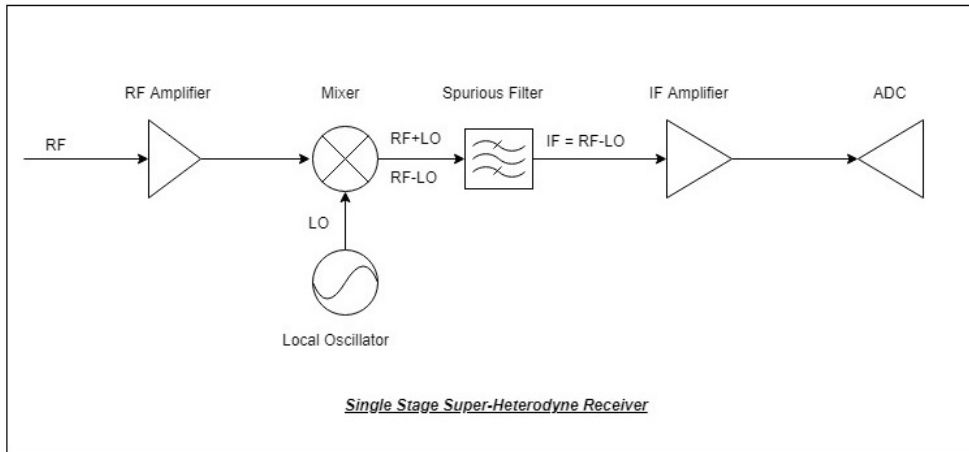 RF Amplifier
Mixer
Spurious Filter
IF Amplifier
ADC
RF
RF+LO
RF-LO
IF = RF-LO
LO
Local Oscillator
Single Stage Super-Heterodyne Receiver